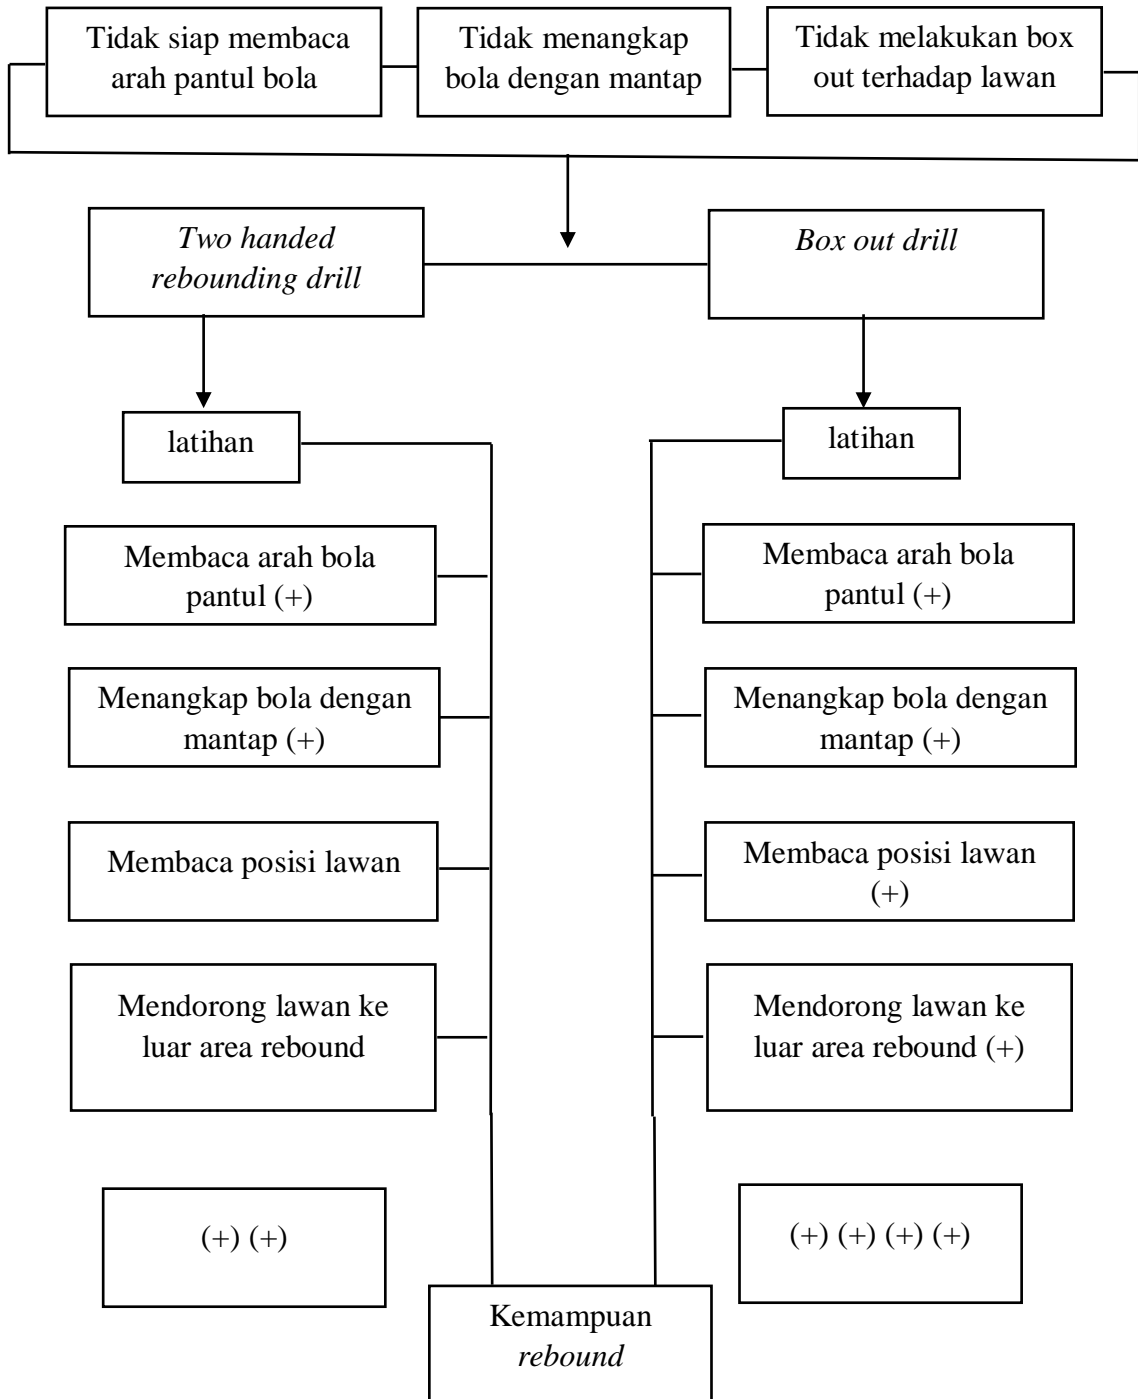 Tidak siap membaca
arah pantul bola
Tidak menangkap
bola dengan mantap
Tidak melakukan box
out terhadap lawan
Two handed
rebounding drill
Box out drill
latihan
latihan
Membaca arah bola
pantul (+)
Membaca arah bola
pantul (+)
Menangkap bola dengan
mantap (+)
Menangkap bola dengan
mantap (+)
Membaca posisi lawan
Membaca posisi lawan
(+)
Mendorong lawan ke
luar area rebound
Mendorong lawan ke
luar area rebound (+)
(+) (+)
(+) (+) (+) (+)
Kemampuan
rebound